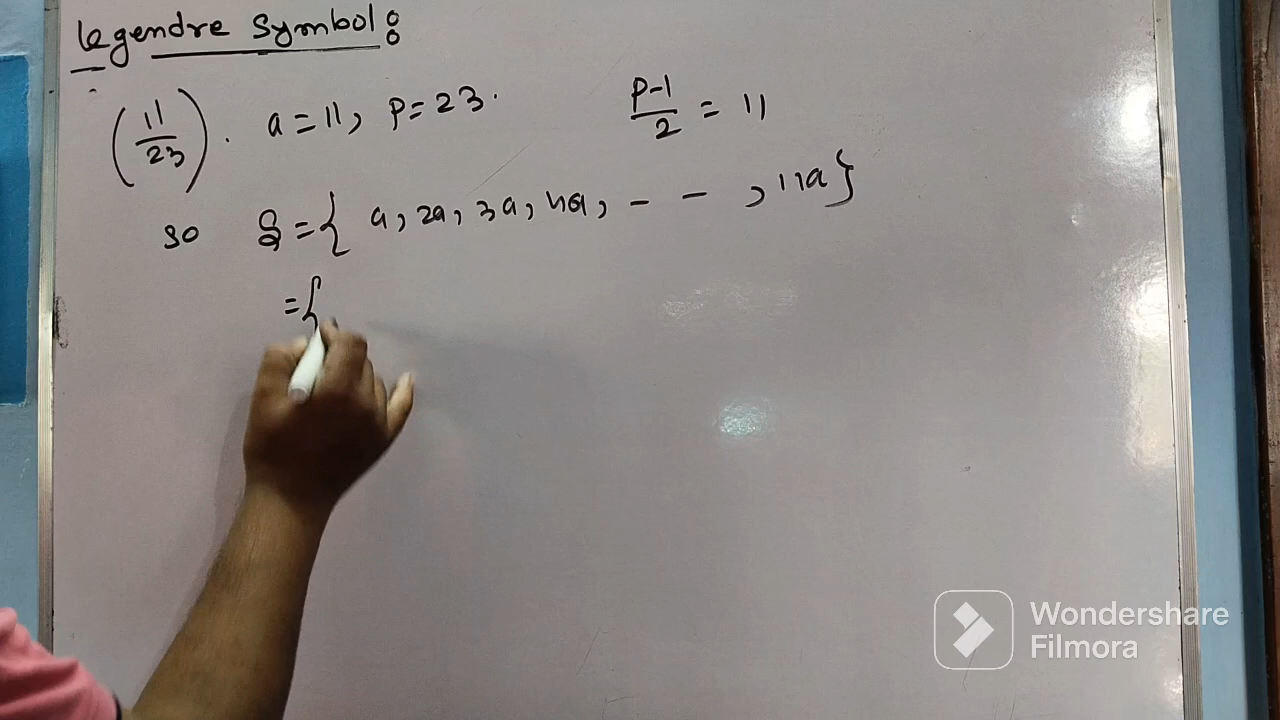 Legendre Symbol:
(11/23). a=11, P=23. P-1/2 = 11
so S={ a, 2a, 3a, 4a, - - , 11a}
={
Wondershare
Filmora